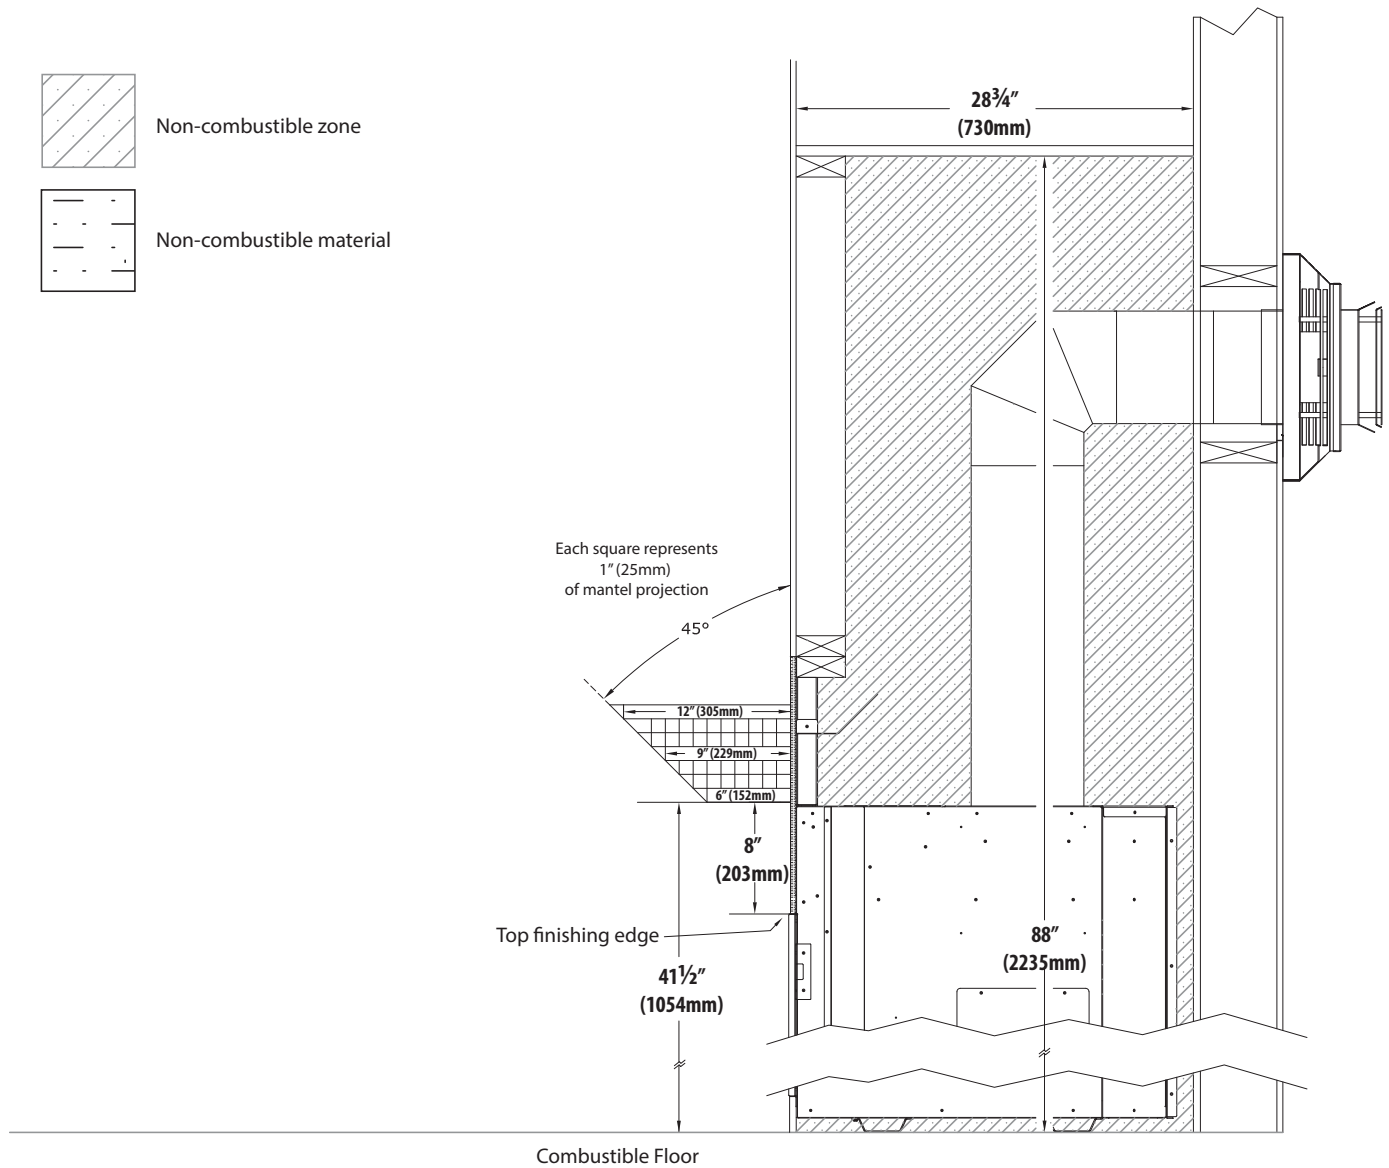 Non-combustible zone
Non-combustible material
28¾"
(730mm)
Each square represents
1" (25mm)
of mantel projection
45º
12" (305mm)
9" (229mm)
6" (152mm)
8"
(203mm)
Top finishing edge
41½"
(1054mm)
88"
(2235mm)
Combustible Floor